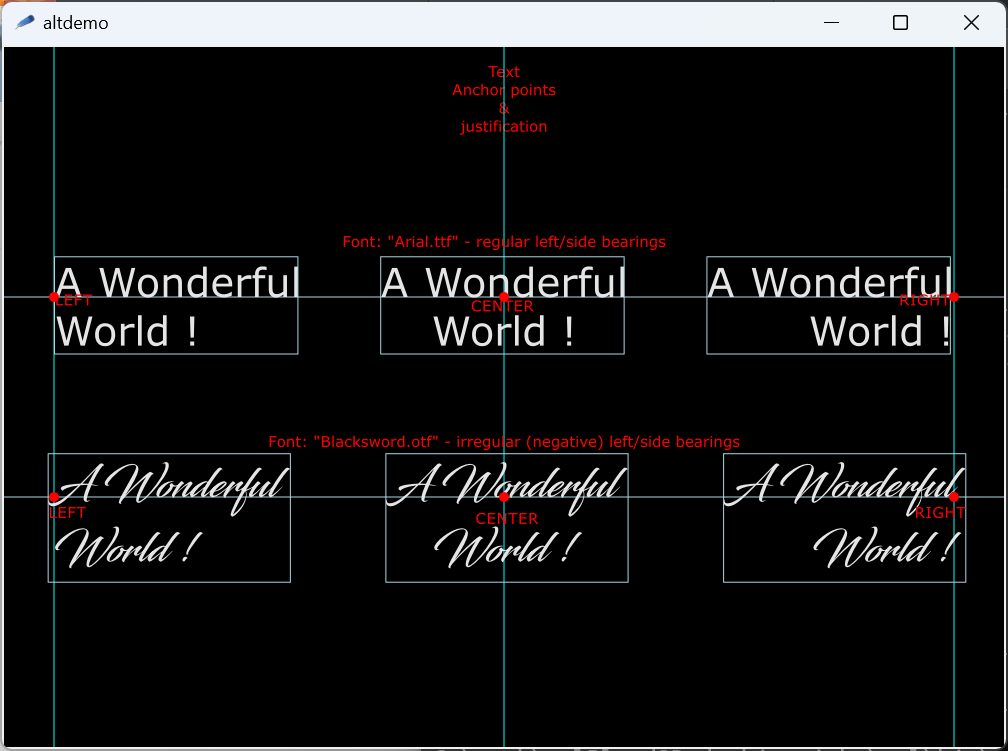 altdemo
Text
Anchor points
&
justification
Font: "Arial.ttf" - regular left/side bearings
A Wonderful
World !
LEFT
A Wonderful
World !
CENTER
A Wonderful
World !
RIGHT
Font: "Blacksword.otf" - irregular (negative) left/side bearings
A Wonderful
World !
LEFT
A Wonderful
World !
CENTER
A Wonderful
World !
RIGHT